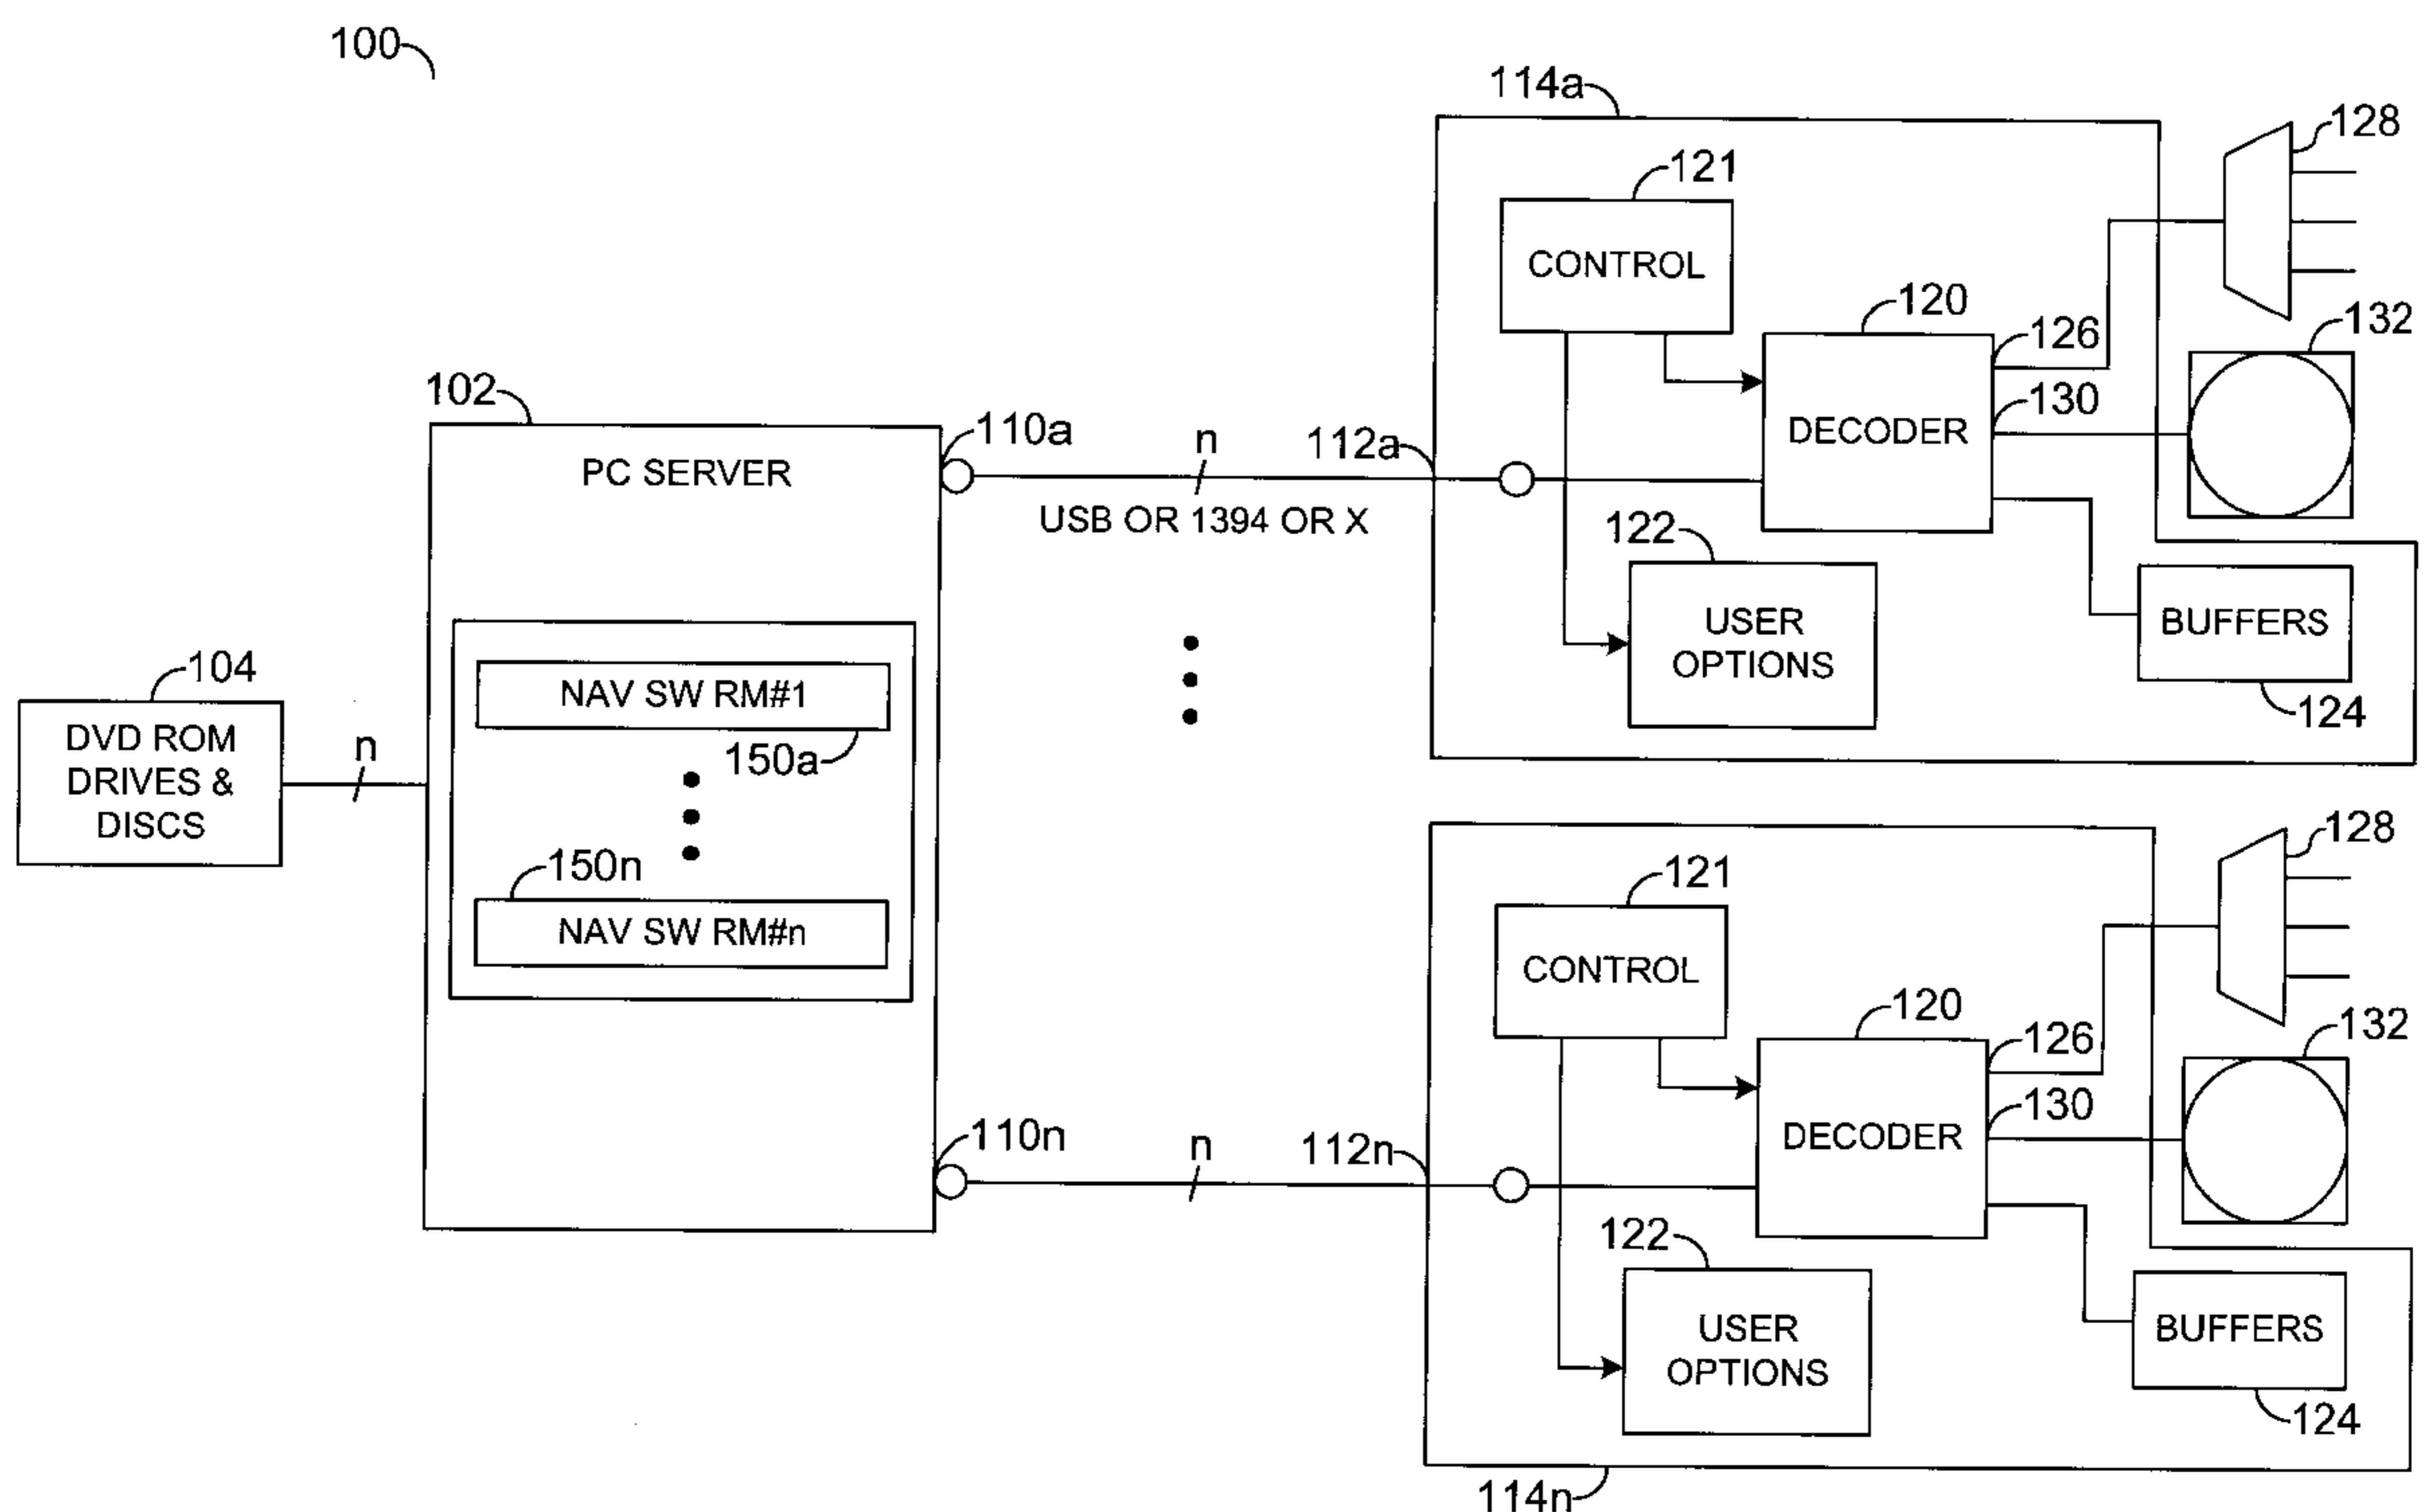 100
114a
128
121
CONTROL
120
126
132
130
DECODER
102
110a
n
112a
PC SERVER
USB OR 1394 OR X
122
USER
OPTIONS
BUFFERS
124
104
DVD ROM
DRIVES &
DISCS
n
NAV SW RM#1
150a
150n
NAV SW RM#n
128
121
CONTROL
120
126
132
130
DECODER
110n
n
112n
122
USER
OPTIONS
BUFFERS
124
114n